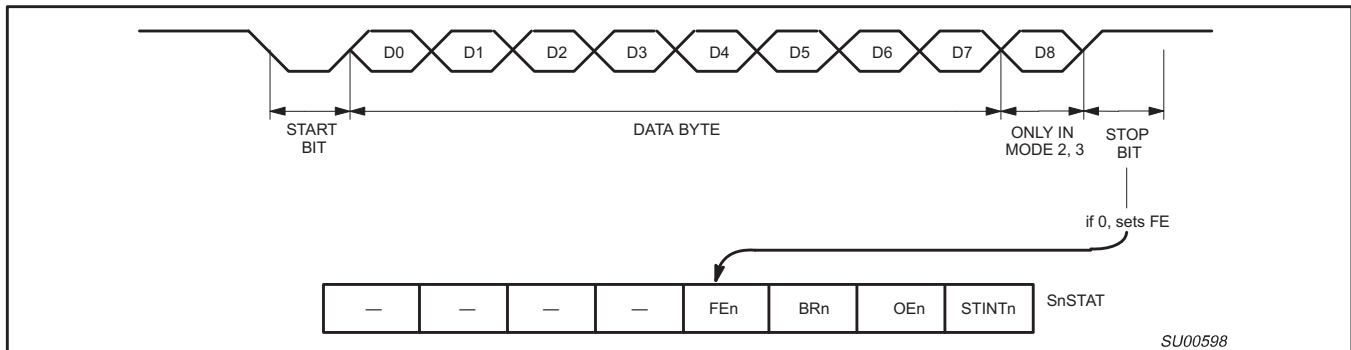 D0 D1 D2 D3 D4 D5 D6 D7 D8
START
BIT
DATA BYTE
ONLY IN
MODE 2, 3
STOP
BIT
if 0, sets FE
— — — — FEn BRn OEn STINTn SnSTAT
SU00598